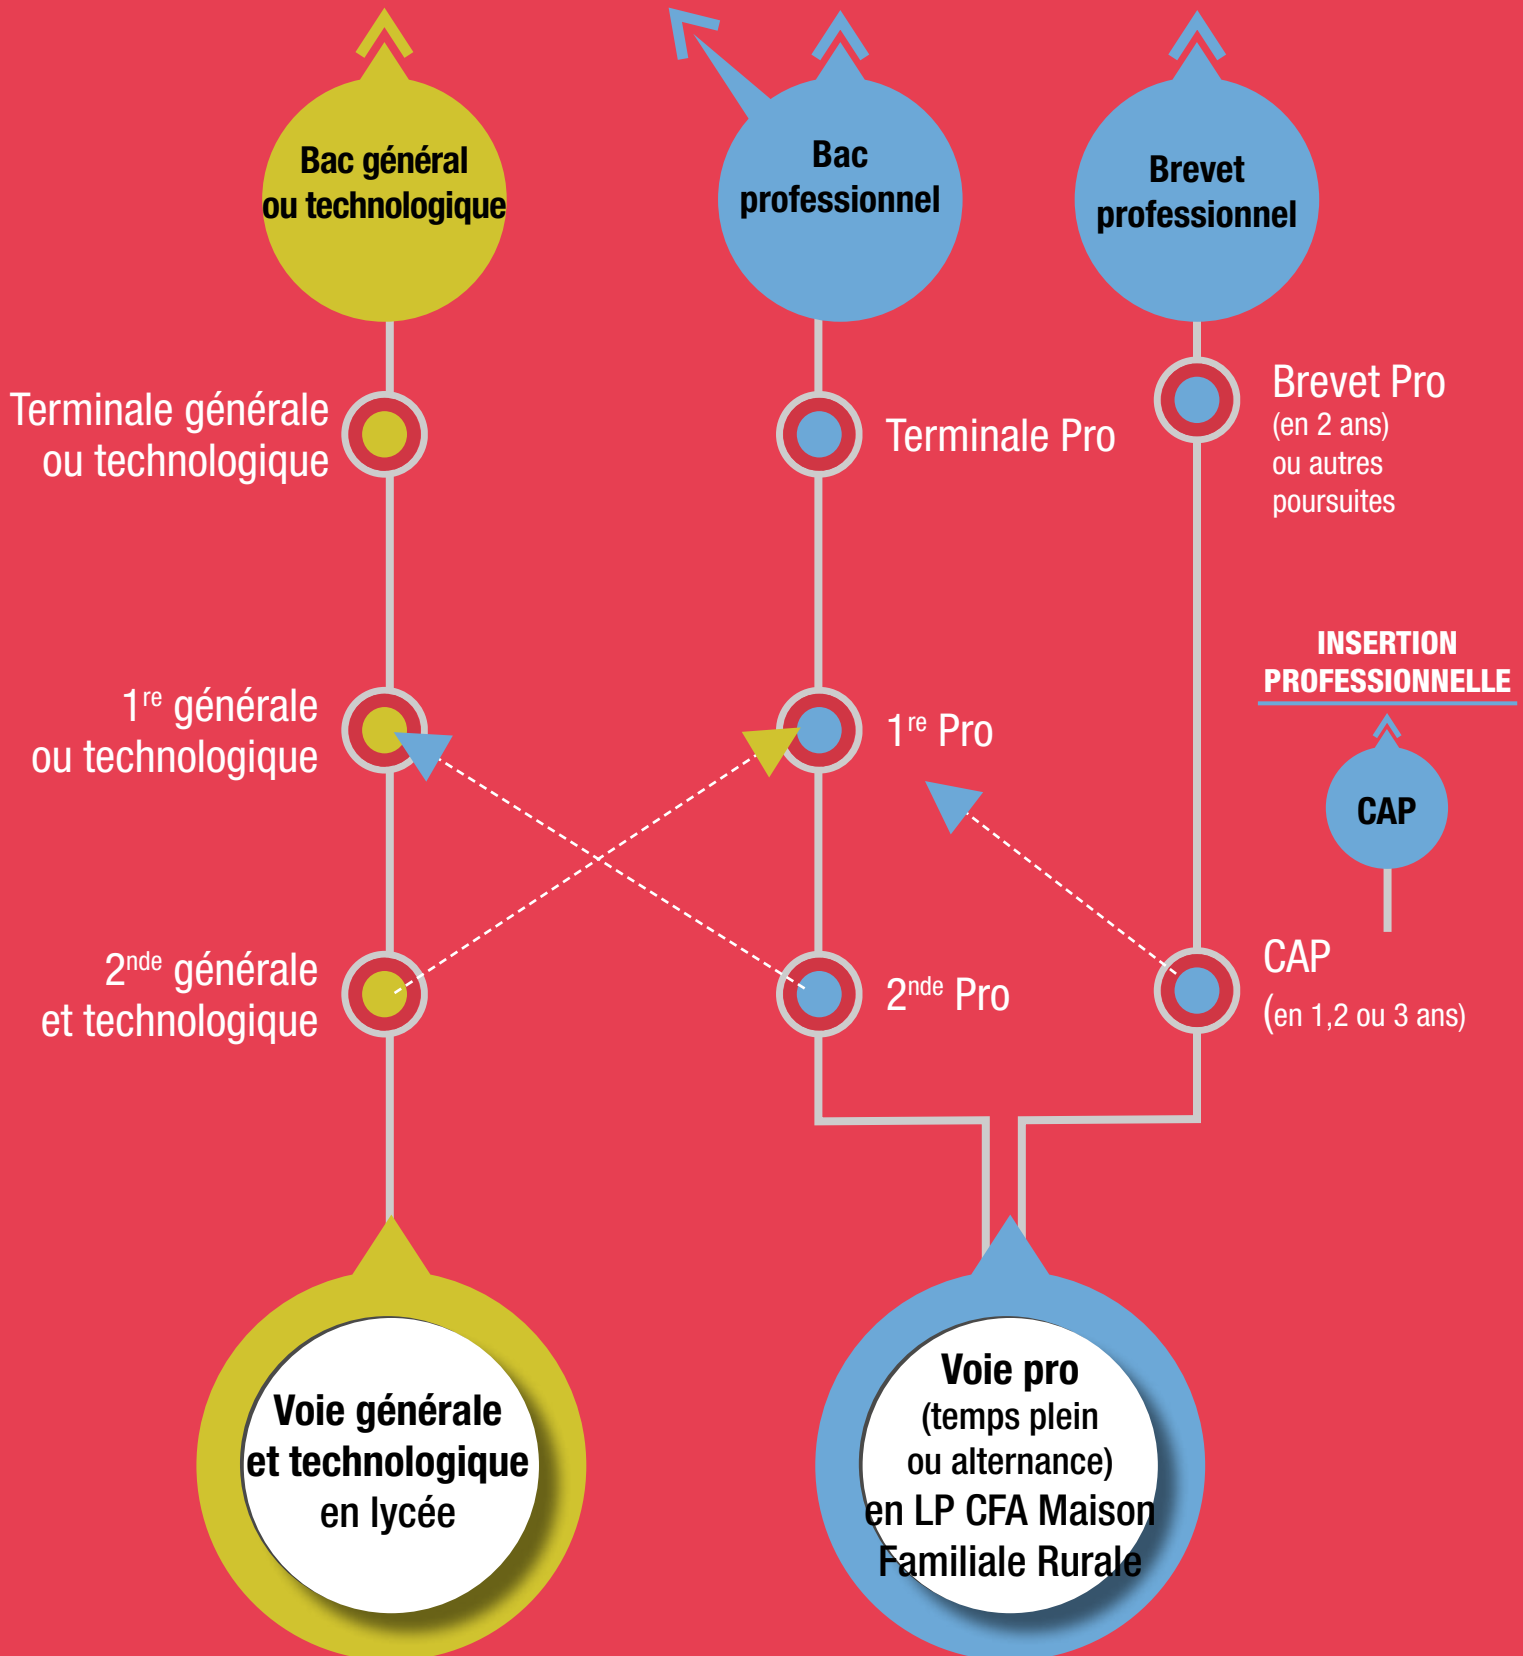 Bac général
ou technologique
Bac
professionnel
Brevet
professionnel
Terminale générale
ou technologique
Terminale Pro
Brevet Pro
(en 2 ans)
ou autres
poursuites
INSERTION
PROFESSIONNELLE
1re générale
ou technologique
1re Pro
CAP
2nde générale
et technologique
2nde Pro
CAP
(en 1,2 ou 3 ans)
Voie générale
et technologique
en lycée
Voie pro
(temps plein
ou alternance)
en LP CFA Maison
Familiale Rurale